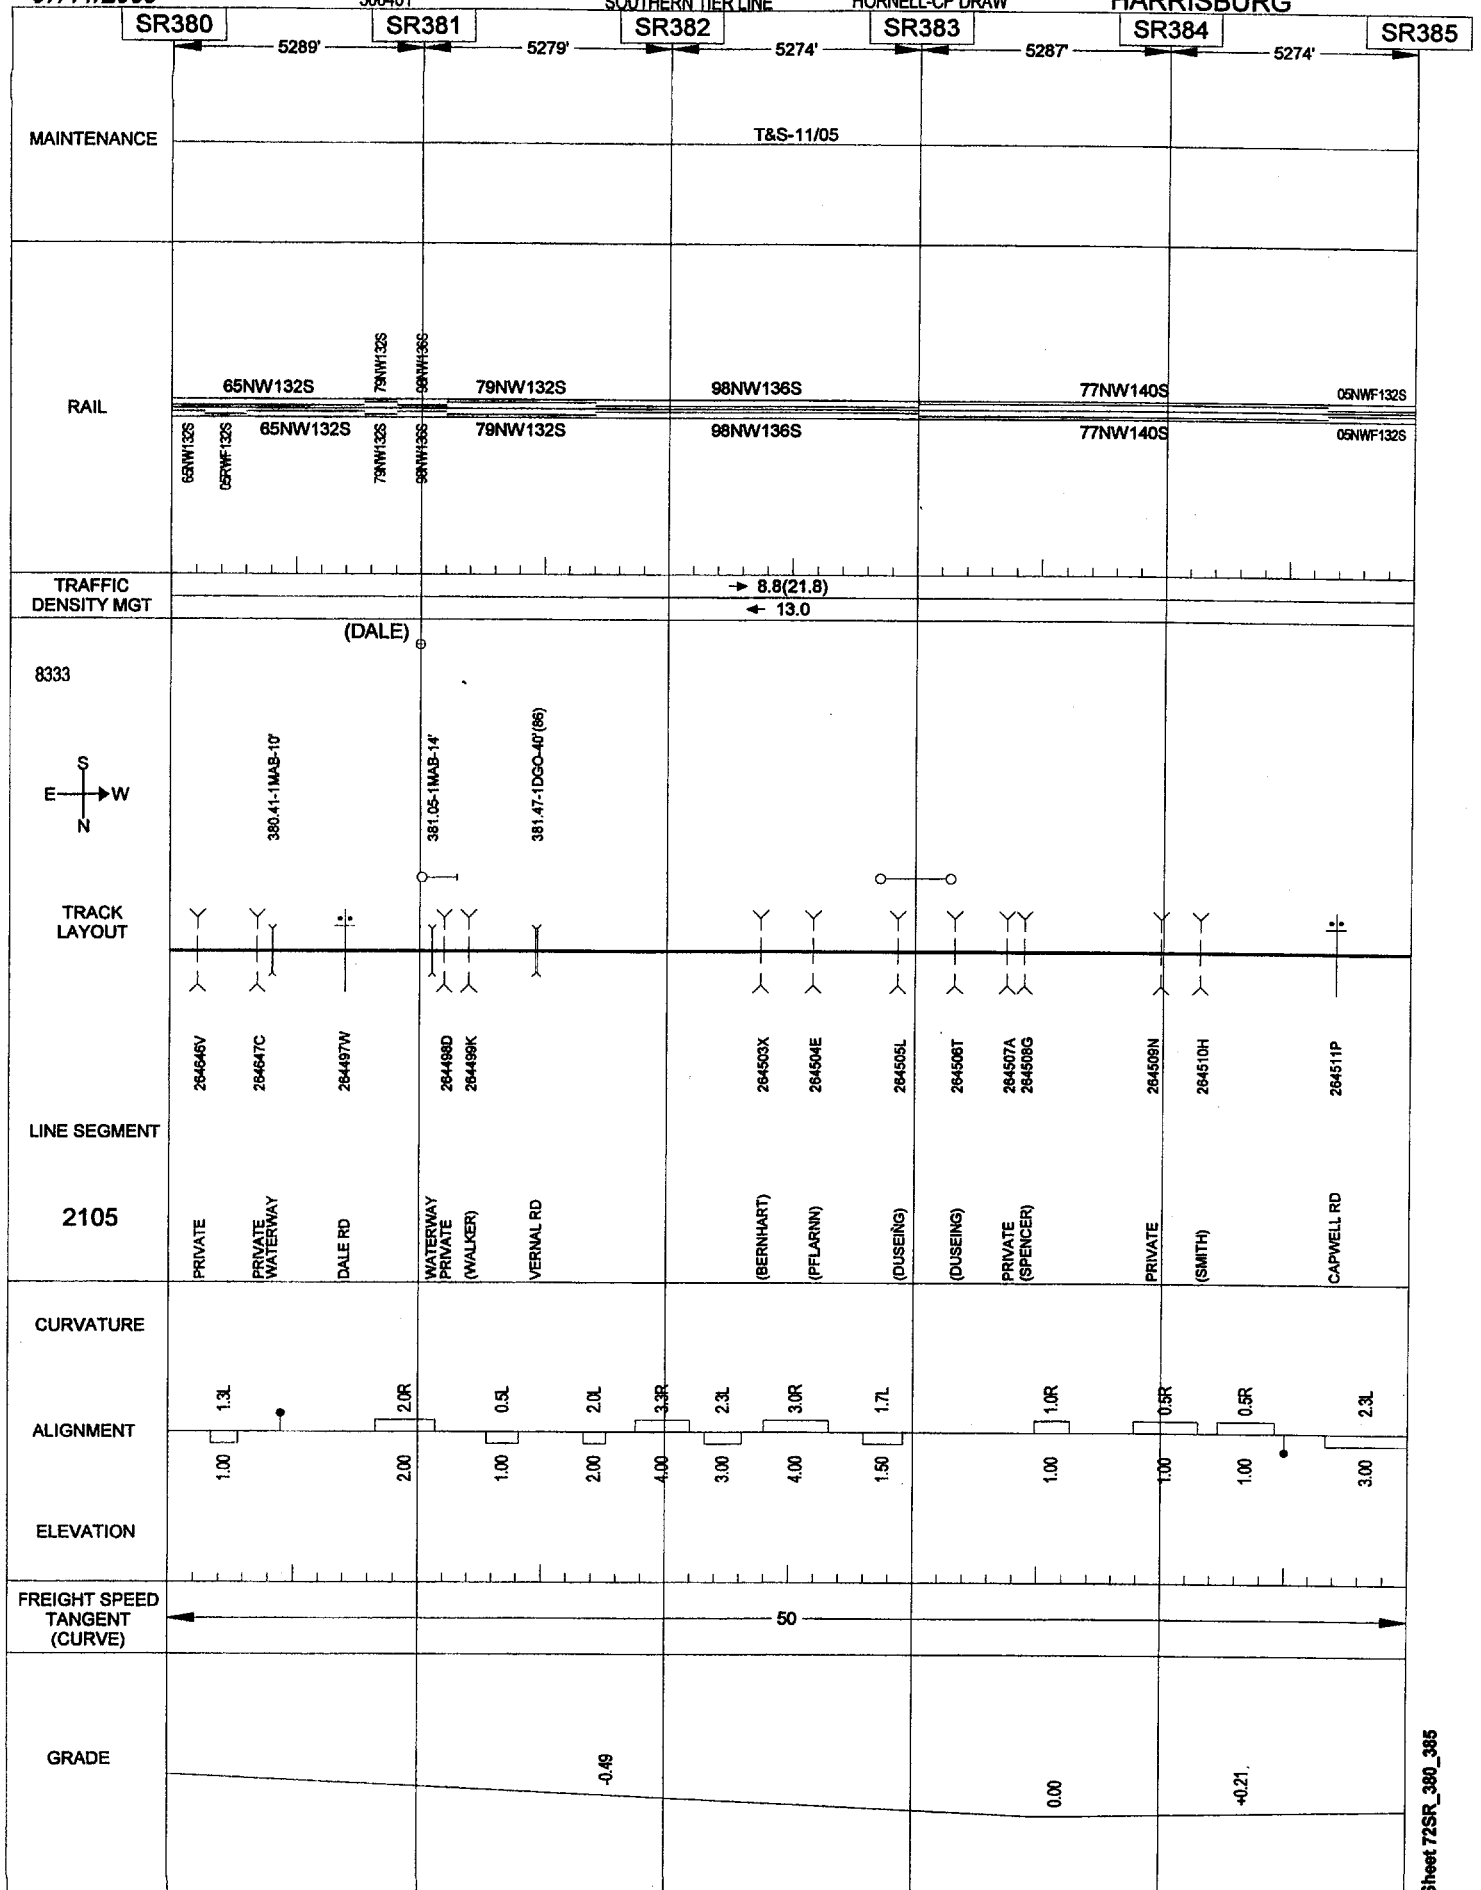 SOUTHERN TIER LINE
HORNELL-CP DRAW
HARRISBURG
SR380
SR381
SR382
SR383
SR384
SR385
5289'
5279'
5274'
5287'
5274'
MAINTENANCE
T&S-11/05
RAIL
65NW132S
79NW132S
98NW136S
79NW132S
98NW136S
77NW140S
05NWF132S
65NW132S
05RWF132S
65NW132S
79NW132S
98NW136S
79NW132S
98NW136S
77NW140S
05NWF132S
TRAFFIC
DENSITY MGT
→ 8.8(21.8)
← 13.0
(DALE)
8333
S
E W
N
380.41-1MAB-10'
381.05-1MAB-14'
381.47-1DGO-40'(86)
TRACK
LAYOUT
264646V
264647C
264497W
264498D
264499K
264503X
264504E
264505L
264506T
264507A
264508G
264509N
264510H
264511P
LINE SEGMENT
2105
PRIVATE
PRIVATE
WATERWAY
DALE RD
WATERWAY
PRIVATE
(WALKER)
VERNAL RD
(BERNHART)
(PFLARNN)
(DUSEING)
(DUSEING)
PRIVATE
(SPENCER)
PRIVATE
(SMITH)
CAPWELL RD
CURVATURE
1.3L
2.0R
0.5L
2.0L
3.3R
2.3L
3.0R
1.7L
1.0R
0.5R
0.5R
2.3L
ALIGNMENT
1.00
2.00
1.00
2.00
4.00
3.00
4.00
1.50
1.00
1.00
1.00
3.00
ELEVATION
FREIGHT SPEED
TANGENT
(CURVE)
50
GRADE
-0.49
0.00
+0.21
Sheet 72SR_380_385